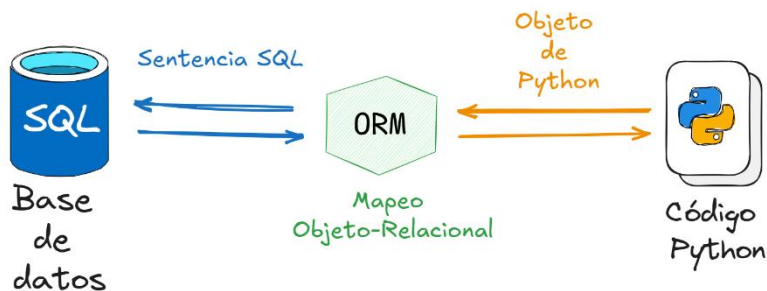 Sentencia SQL
Objeto
de
Python
SQL
ORM
Base
de
datos
Mapeo
Objeto-Relacional
Código
Python